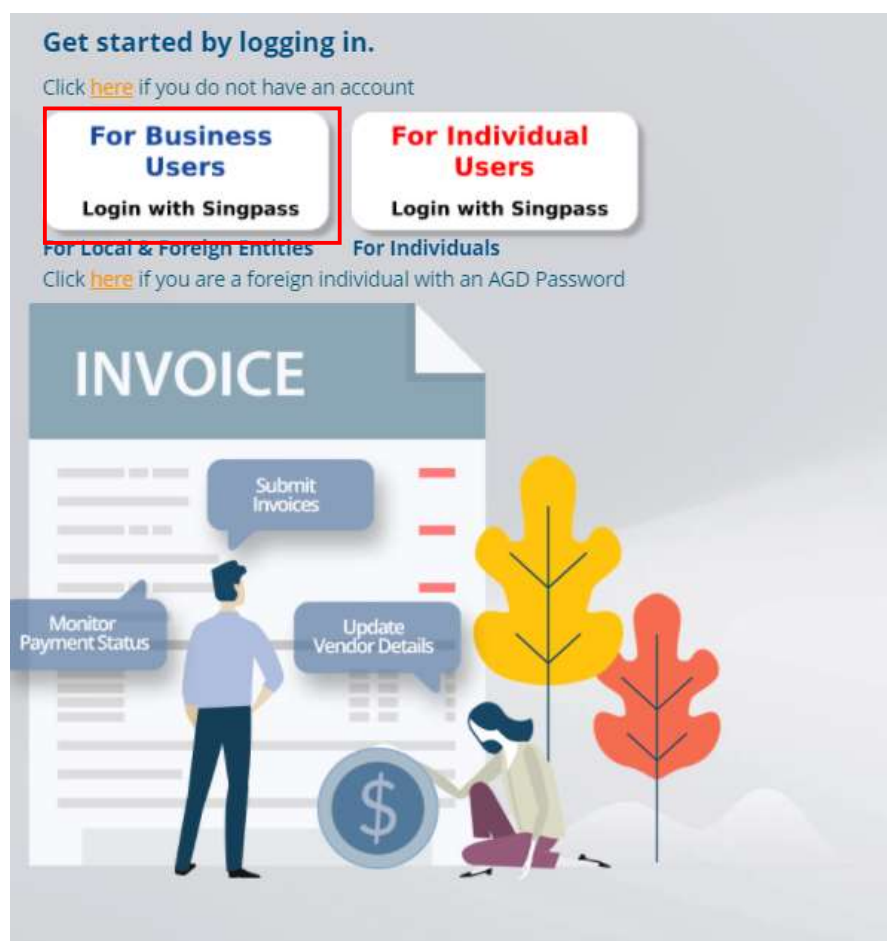 Get started by logging in.
Click here if you do not have an account
For Business
Users
Login with Singpass
For Individual
Users
Login with Singpass
For Local & Foreign Entities
For Individuals
Click here if you are a foreign individual with an AGD Password
INVOICE
Submit
Invoices
Monitor
Payment Status
Update
Vendor Details
$